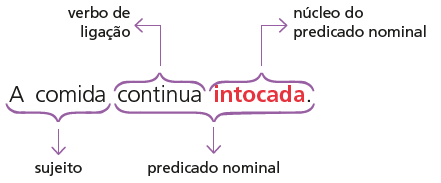 verbo de
ligação
núcleo do
predicado nominal
A comida continua intocada.
sujeito
predicado nominal